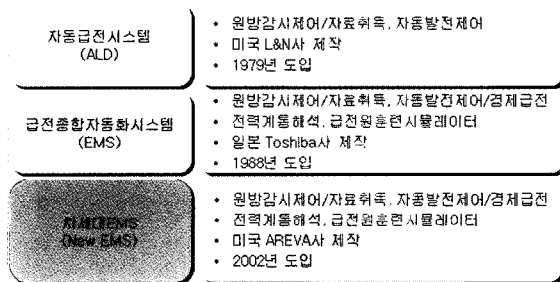 자동급전시스템
(ALD)
• 원방감시제어/자료취득, 자동발전제어
• 미국 L&N사 제작
• 1979년 도입
급전종합자동화시스템
(EMS)
• 원방감시제어/자료취득, 자동발전제어/경제급전
• 전력계통해석, 급전원훈련시뮬레이터
• 일본 Toshiba사 제작
• 1988년 도입
차세대EMS
(New EMS)
• 원방감시제어/자료취득, 자동발전제어/경제급전
• 전력계통해석, 급전원훈련시뮬레이터
• 미국 AREVA사 제작
• 2002년 도입